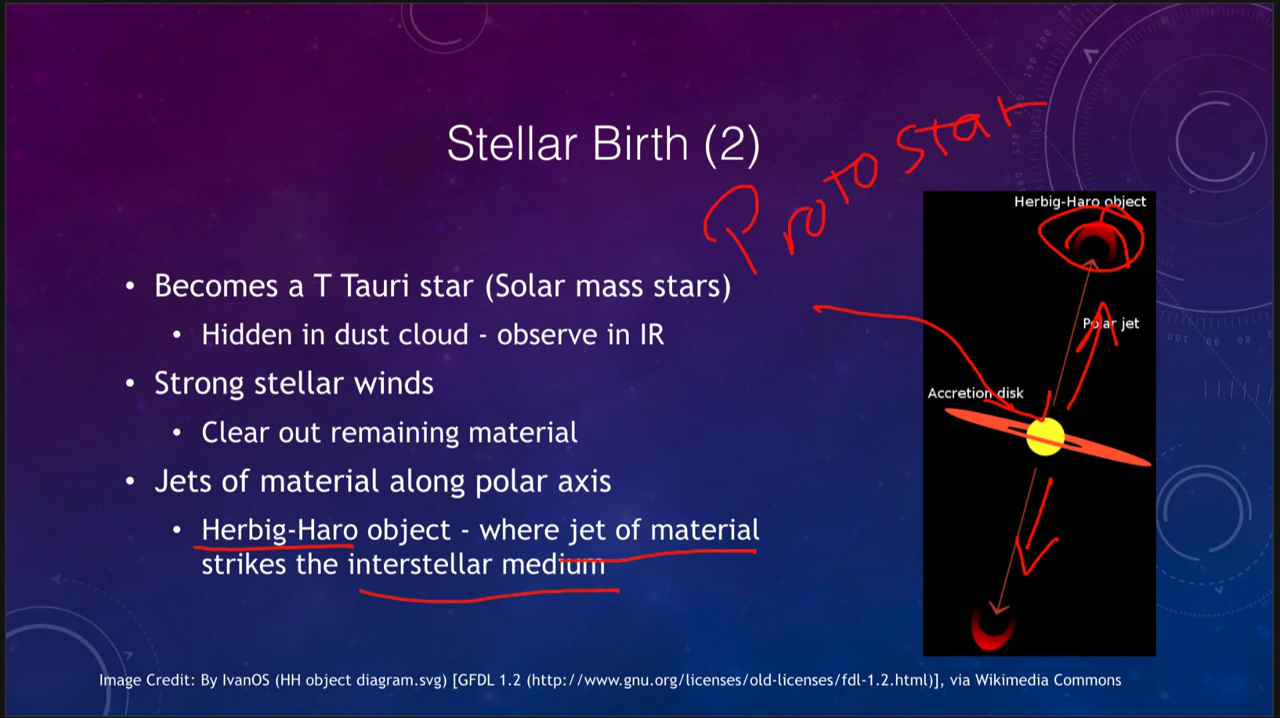 Stellar Birth (2)
Protostar
• Becomes a T Tauri star (Solar mass stars)
• Hidden in dust cloud - observe in IR
• Strong stellar winds
• Clear out remaining material
• Jets of material along polar axis
• Herbig-Haro object - where jet of material
strikes the interstellar medium
Herbig-Haro object
Polar jet
Accretion disk
Image Credit: By IvanOS (HH object diagram.svg) [GFDL 1.2 (http://www.gnu.org/licenses/old-licenses/fdl-1.2.html)], via Wikimedia Commons